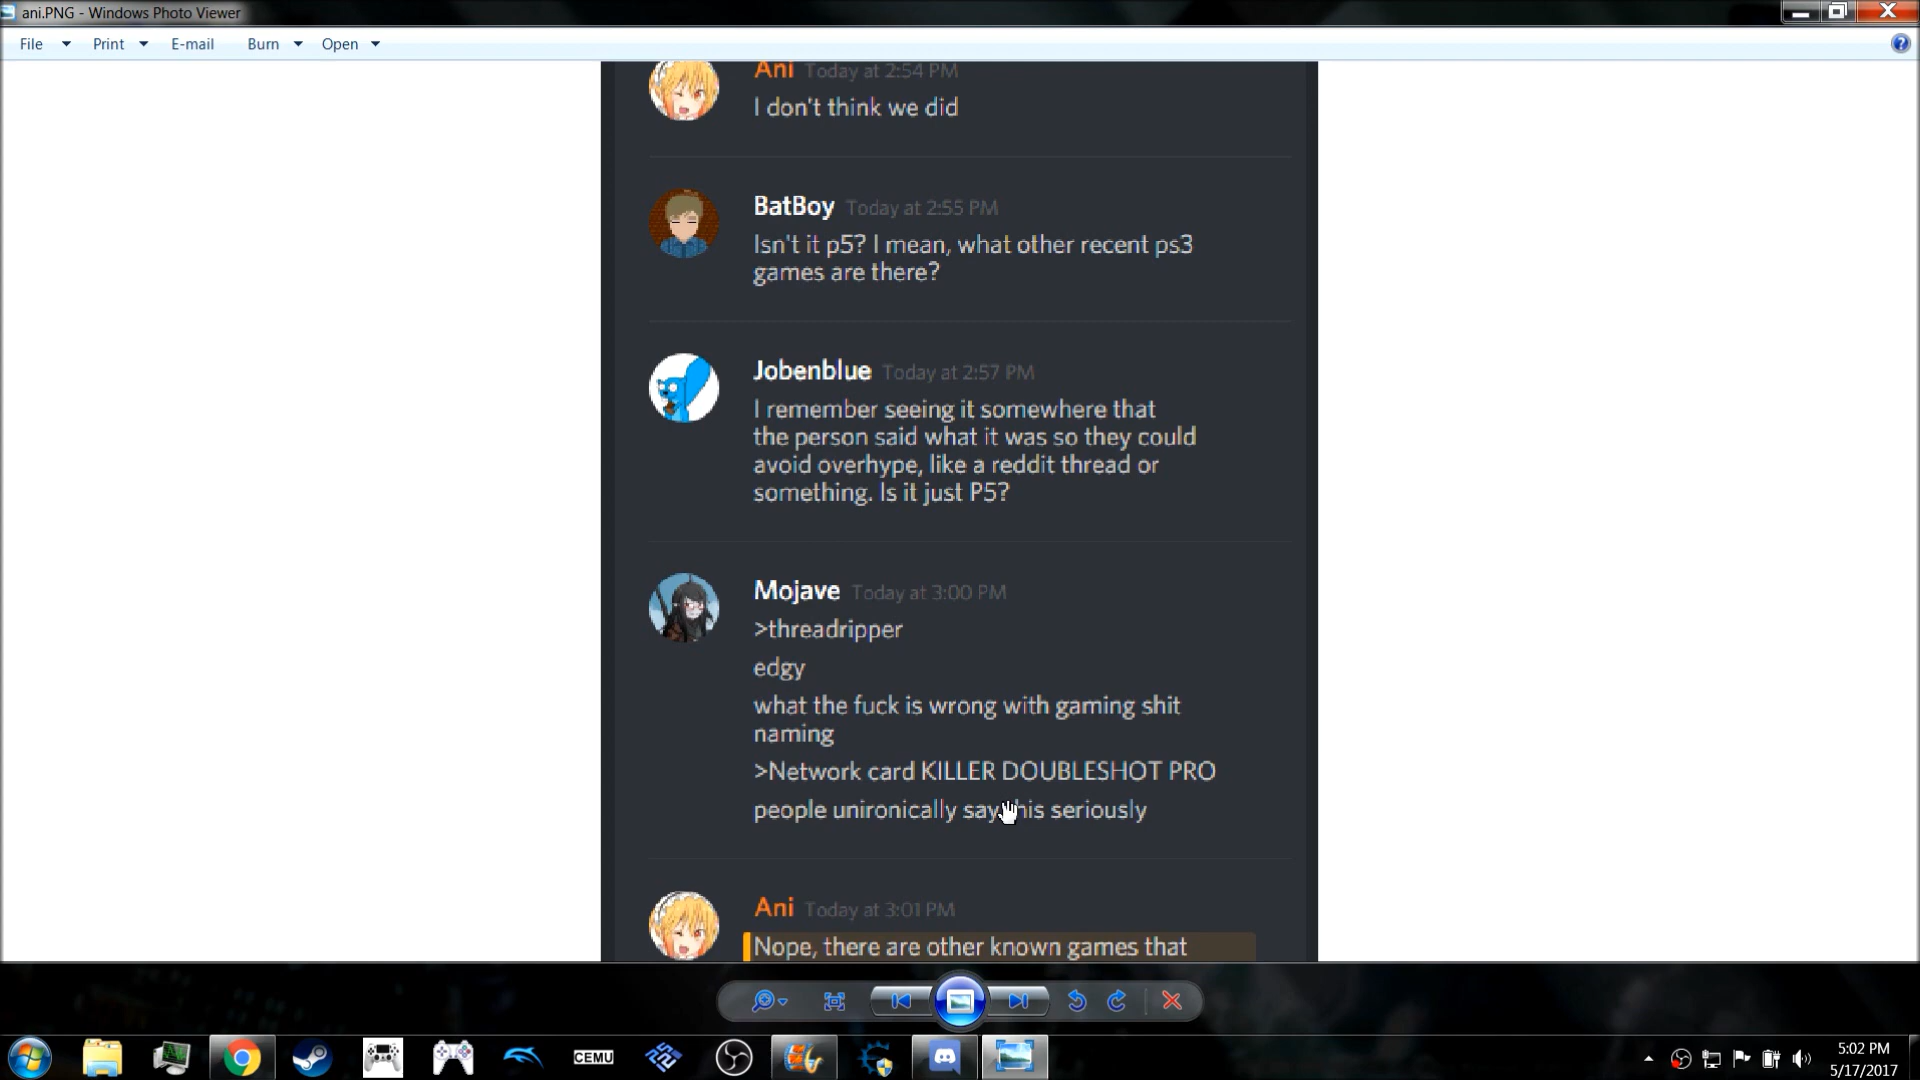 ani.PNG - Windows Photo Viewer
File Print E-mail Burn Open
Ani Today at 2:54 PM
I don't think we did
BatBoy Today at 2:55 PM
Isn't it p5? I mean, what other recent ps3
games are there?
Jobenblue Today at 2:57 PM
I remember seeing it somewhere that
the person said what it was so they could
avoid overhype, like a reddit thread or
something. Is it just P5?
Mojave Today at 3:00 PM
>threadripper
edgy
what the fuck is wrong with gaming shit
naming
>Network card KILLER DOUBLESHOT PRO
people unironically say this seriously
Ani Today at 3:01 PM
Nope, there are other known games that
CEMU
5:02 PM
5/17/2017